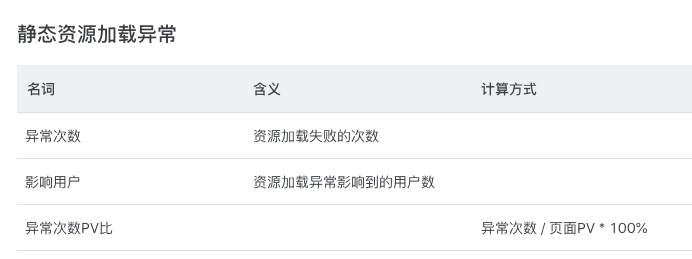 静态资源加载异常
名词 含义 计算方式
异常次数 资源加载失败的次数
影响用户 资源加载异常影响到的用户数
异常次数PV比 异常次数 / 页面PV * 100%